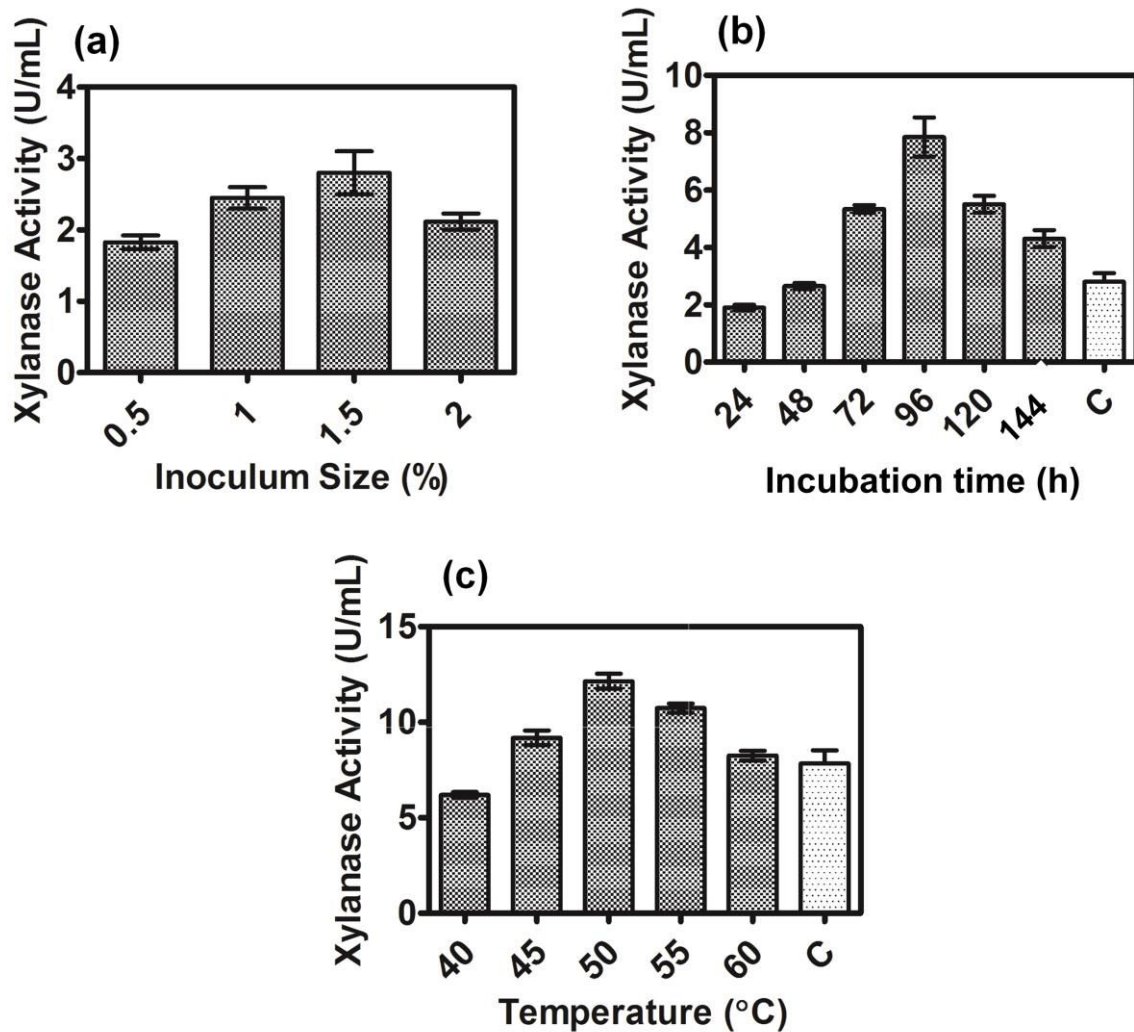 (a)
Xylanase Activity (U/mL)
4
3
2
1
0
0.5 1 1.5 2
Inoculum Size (%)
(b)
Xylanase Activity (U/mL)
10
8
6
4
2
0
24 48 72 96 120 144 C
Incubation time (h)
(c)
Xylanase Activity (U/mL)
15
10
5
0
40 45 50 55 60 C
Temperature (°C)